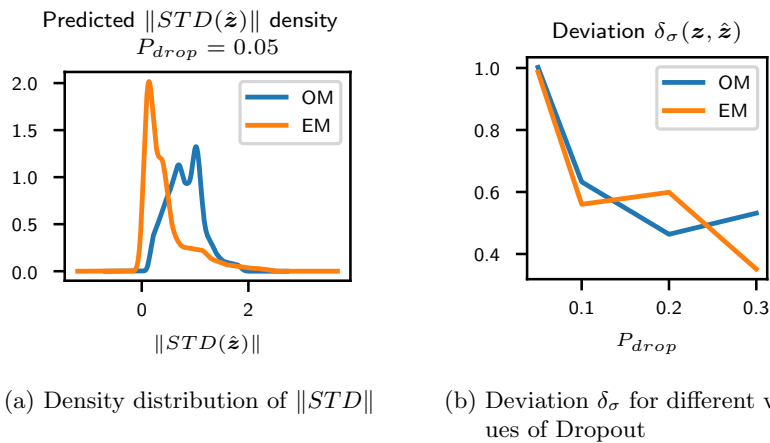 Predicted ‖STD(ẑ)‖ density
P_drop = 0.05
2.0
1.5
1.0
0.5
0.0
OM
EM
0
2
‖STD(ẑ)‖
(a) Density distribution of ‖STD‖
Deviation δ_σ(z, ẑ)
1.0
0.8
0.6
0.4
OM
EM
0.1
0.2
0.3
P_drop
(b) Deviation δ_σ for different v
ues of Dropout